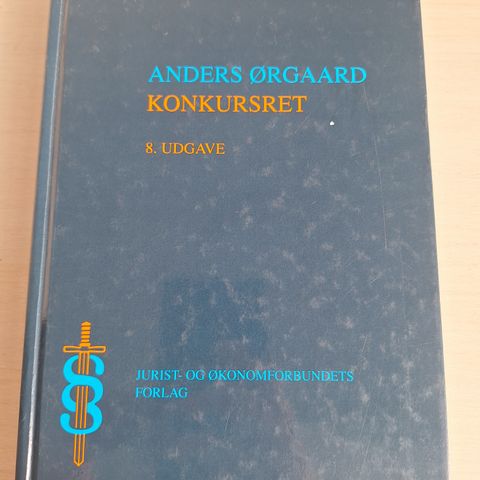 ANDERS ØRGAARD
KONKURSRET
8. UDGAVE
JURIST- OG ØKONOMFORBUNDETS
FORLAG